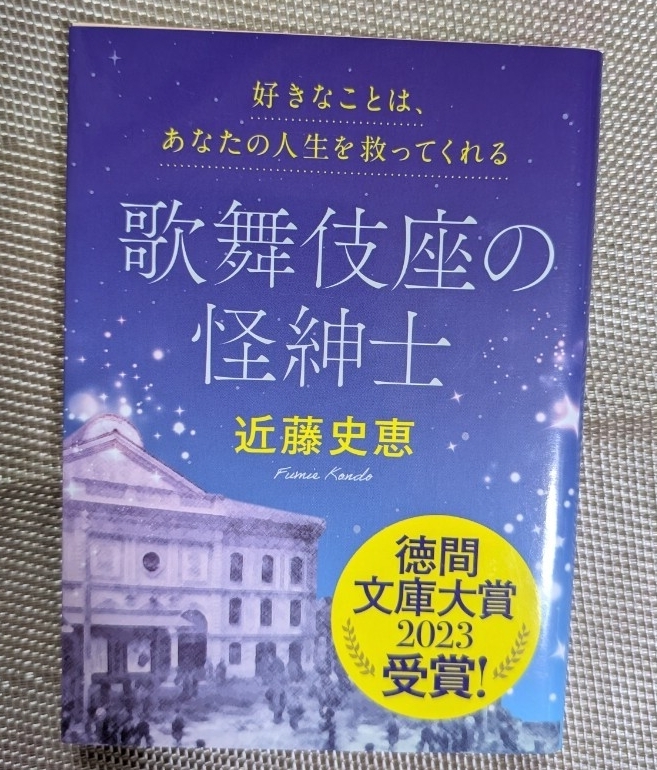 好きなことは、
あなたの人生を救ってくれる
歌舞伎座の
怪紳士
近藤史恵
Fumie Kondo
徳間
文庫大賞
2023
受賞!